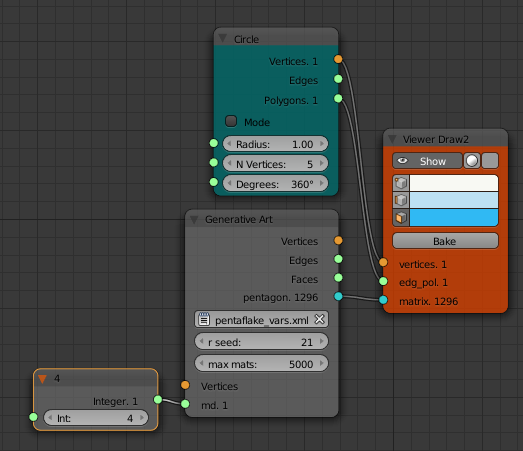 Circle
Vertices. 1
Edges
Polygons. 1
Mode
Radius: 1.00
N Vertices: 5
Degrees: 360°
Viewer Draw2
Show
Bake
vertices. 1
edg_pol. 1
matrix. 1296
Generative Art
Vertices
Edges
Faces
pentagon. 1296
pentaflake_vars.xml
r seed: 21
max mats: 5000
Vertices
md. 1
4
Integer. 1
Int: 4